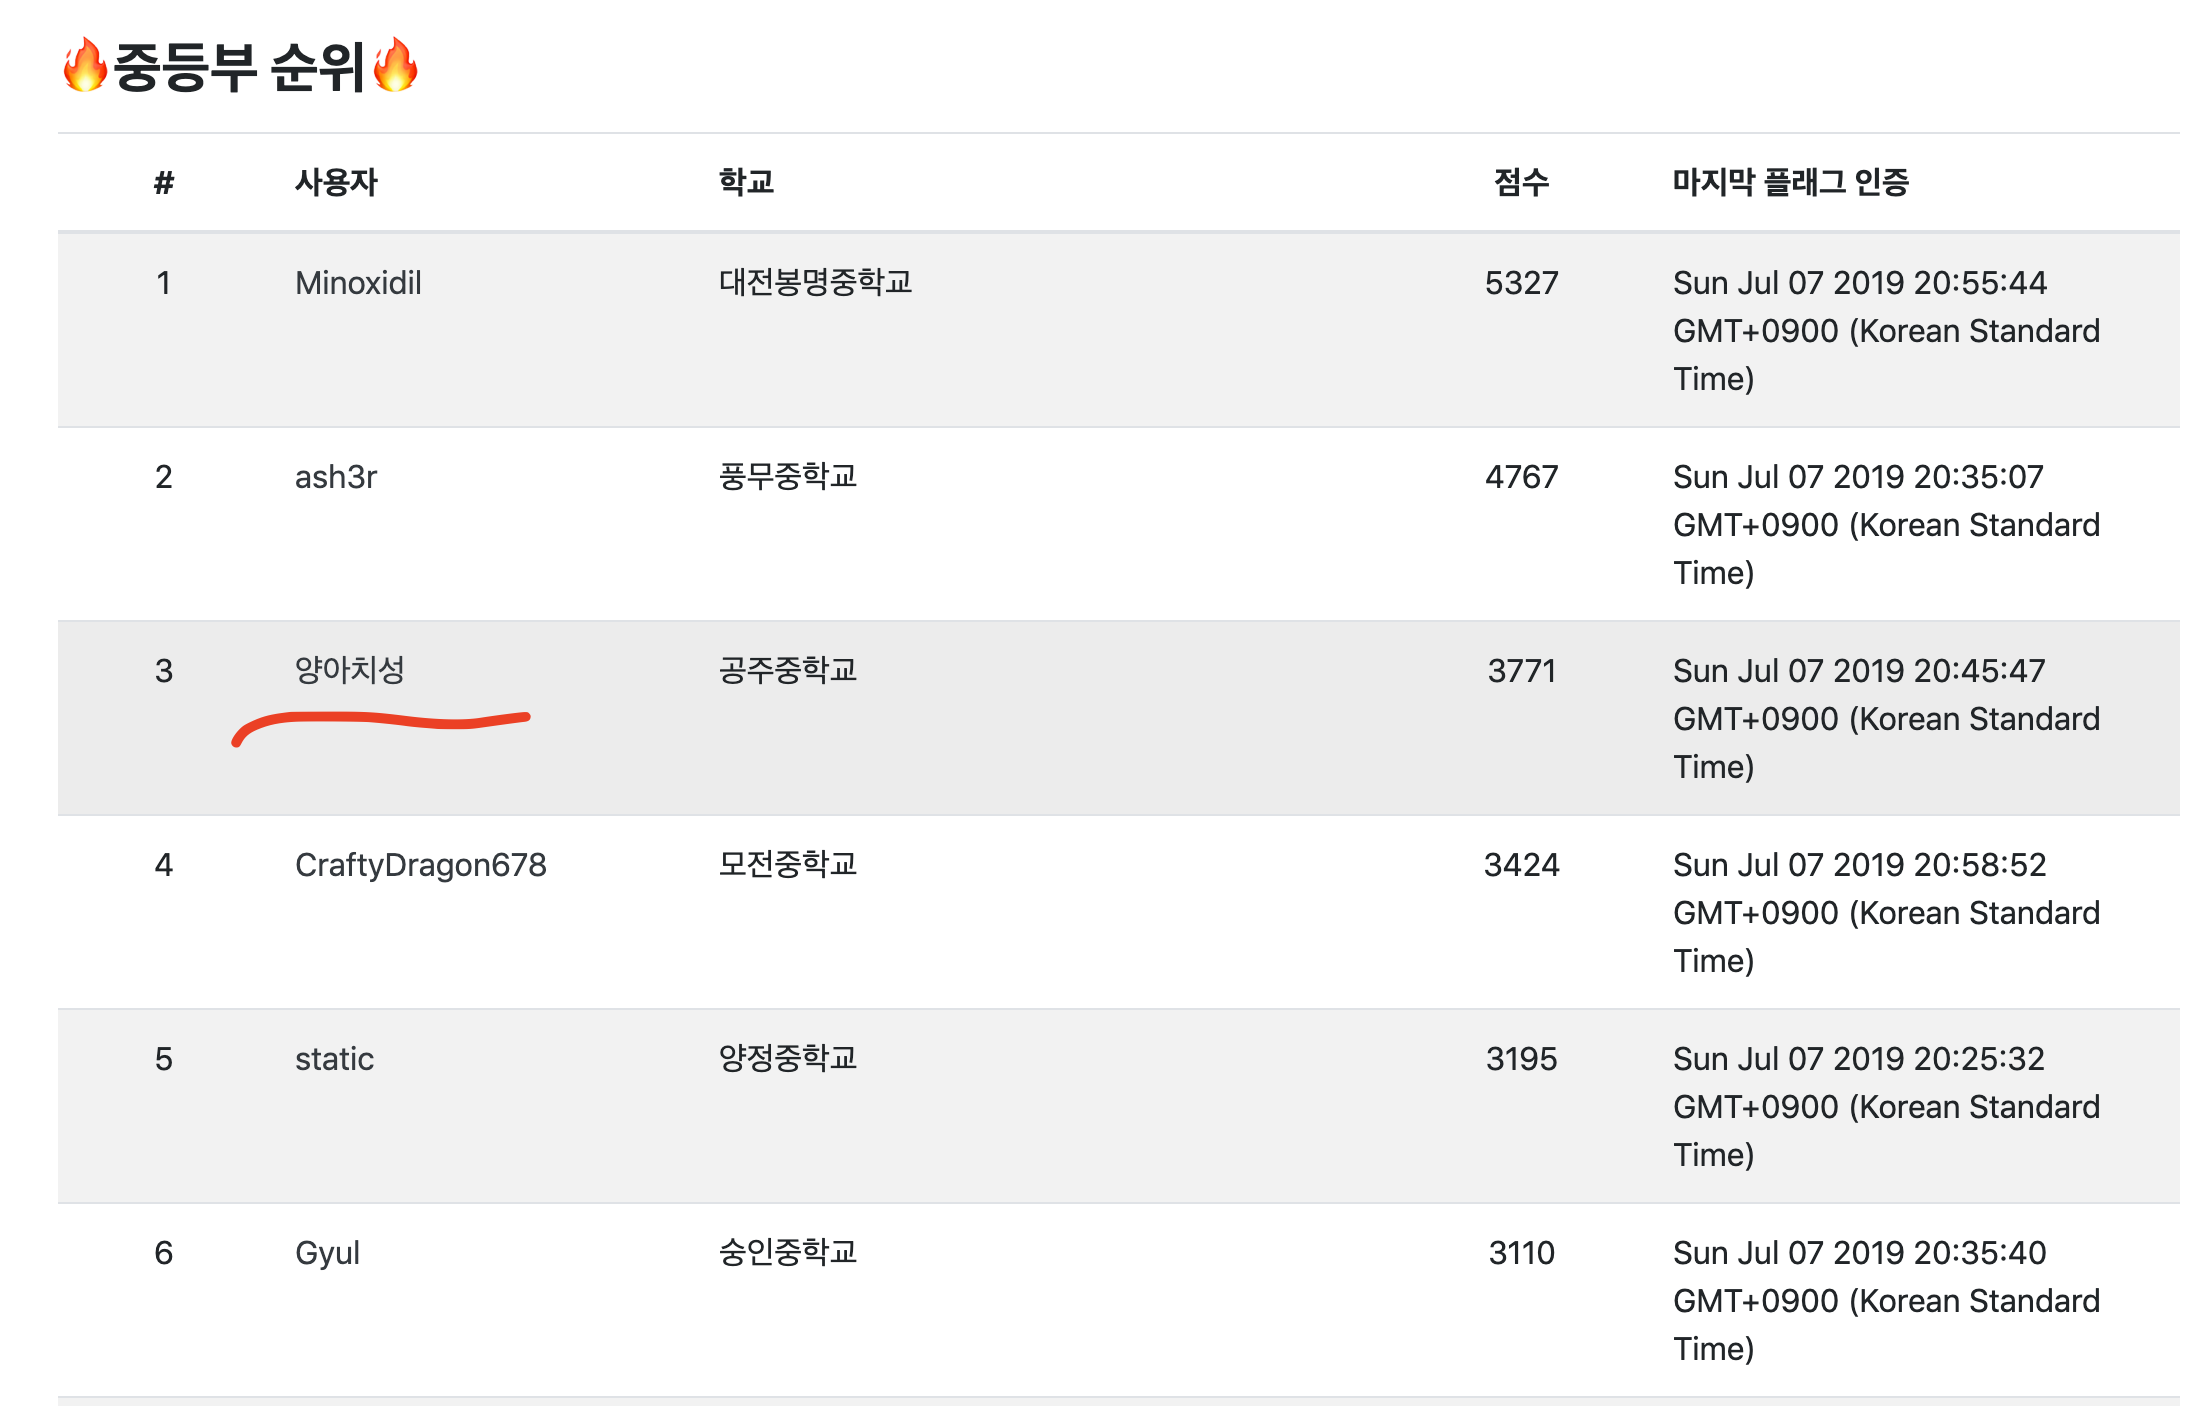 🔥중등부 순위🔥
# 사용자 학교 점수 마지막 플래그 인증
1 Minoxidil 대전봉명중학교 5327 Sun Jul 07 2019 20:55:44
GMT+0900 (Korean Standard
Time)
2 ash3r 풍무중학교 4767 Sun Jul 07 2019 20:35:07
GMT+0900 (Korean Standard
Time)
3 양아치성 공주중학교 3771 Sun Jul 07 2019 20:45:47
GMT+0900 (Korean Standard
Time)
4 CraftyDragon678 모전중학교 3424 Sun Jul 07 2019 20:58:52
GMT+0900 (Korean Standard
Time)
5 static 양정중학교 3195 Sun Jul 07 2019 20:25:32
GMT+0900 (Korean Standard
Time)
6 Gyul 숭인중학교 3110 Sun Jul 07 2019 20:35:40
GMT+0900 (Korean Standard
Time)